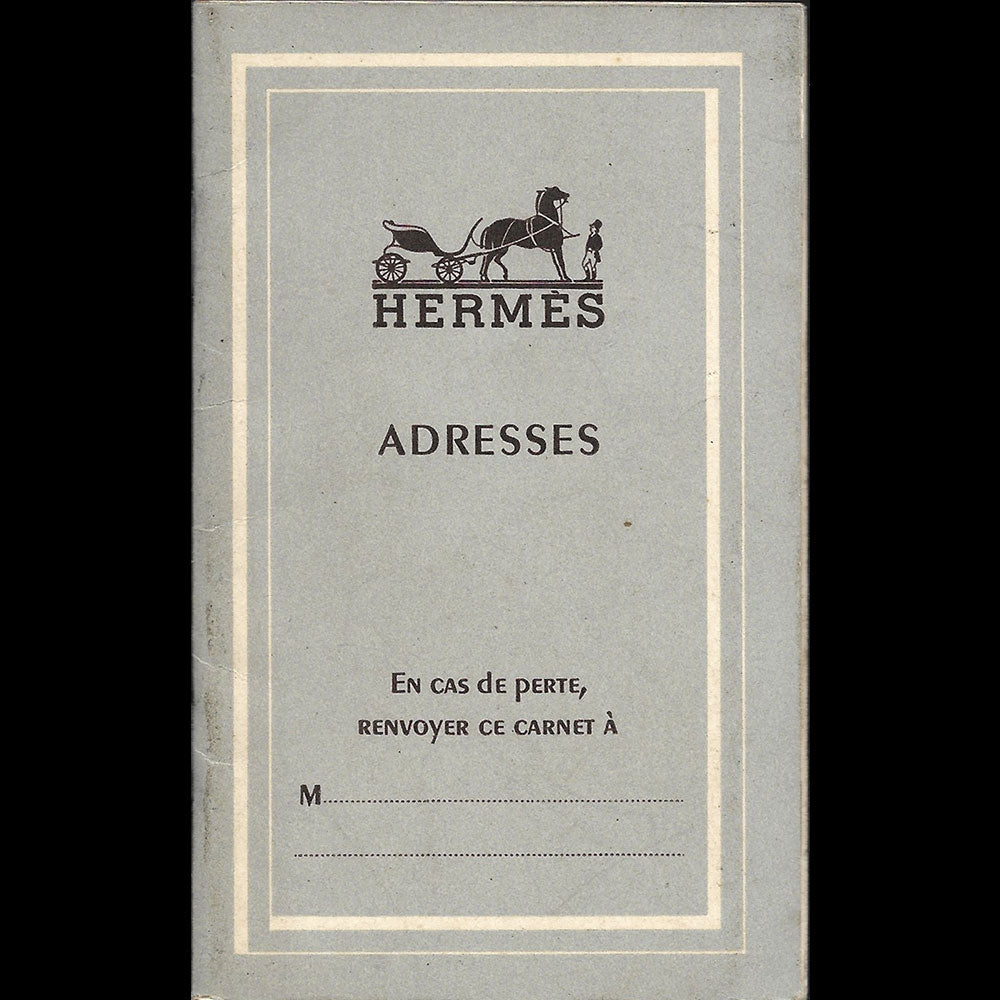 HERMÈS
ADRESSES
EN CAS de PERTE,
RENVOyER CE CARNET À
M